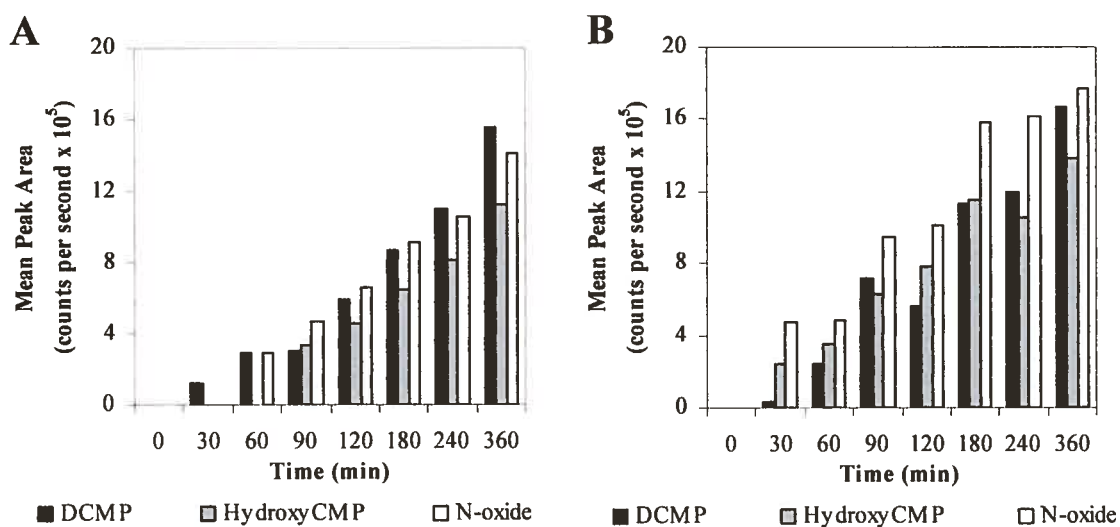 A
20
16
12
8
4
0
Mean Peak Area
(counts per second x 10⁵)
0 30 60 90 120 180 240 360
Time (min)
DCMP HydroxyCMP N-oxide
B
20
16
12
8
4
0
Mean Peak Area
(counts per second x 10⁵)
0 30 60 90 120 180 240 360
Time (min)
DCMP HydroxyCMP N-oxide